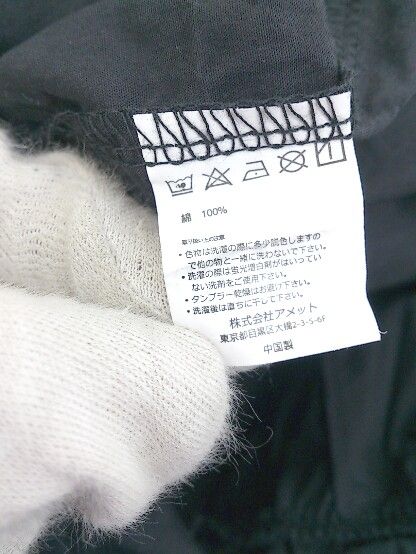 綿 100%
取り扱い上の注意
・色物は洗濯の際に多少脱色しますの
で他の物と一緒に洗わないで下さい。
・洗濯の際は蛍光増白剤がはいってい
ない洗剤をご使用下さい。
・タンブラー乾燥はお避け下さい。
・洗濯後は直ちに干して下さい。
株式会社アメット
東京都目黒区大橋2-3-5-6F
中国製